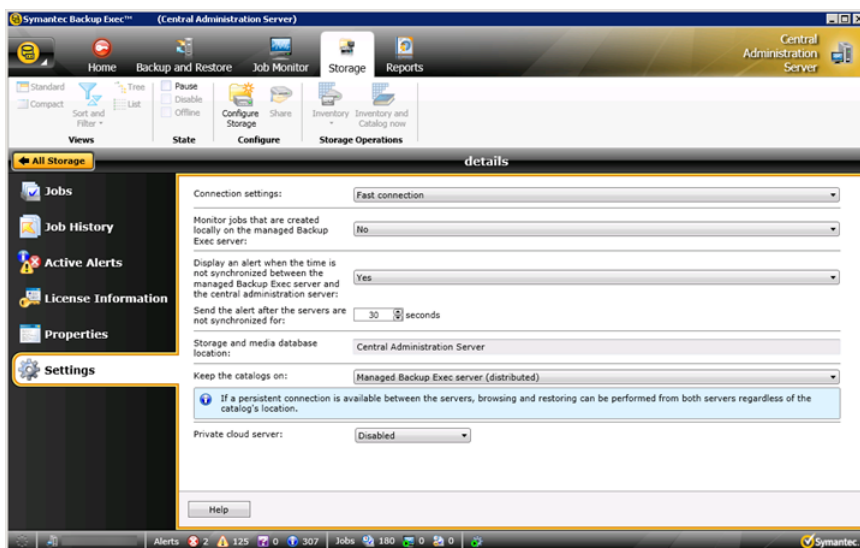 Symantec Backup Exec™ (Central Administration Server)
Home Backup and Restore Job Monitor Storage Reports
Central Administration Server
Standard
Compact
Sort and Filter
Tree
List
Views
Pause
Disable
Offline
State
Configure Storage
Share
Configure
Inventory
Inventory and Catalog now
Storage Operations
All Storage
details
Jobs
Job History
Active Alerts
License Information
Properties
Settings
Connection settings:
Fast connection
Monitor jobs that are created
locally on the managed Backup
Exec server:
No
Display an alert when the time is
not synchronized between the
managed Backup Exec server and
the central administration server:
Yes
Send the alert after the servers are
not synchronized for:
30 seconds
Storage and media database
location:
Central Administration Server
Keep the catalogs on:
Managed Backup Exec server (distributed)
If a persistent connection is available between the servers, browsing and restoring can be performed from both servers regardless of the
catalog's location.
Private cloud server:
Disabled
Help
Alerts 2 125 0 307 Jobs 180 0 0
Symantec.